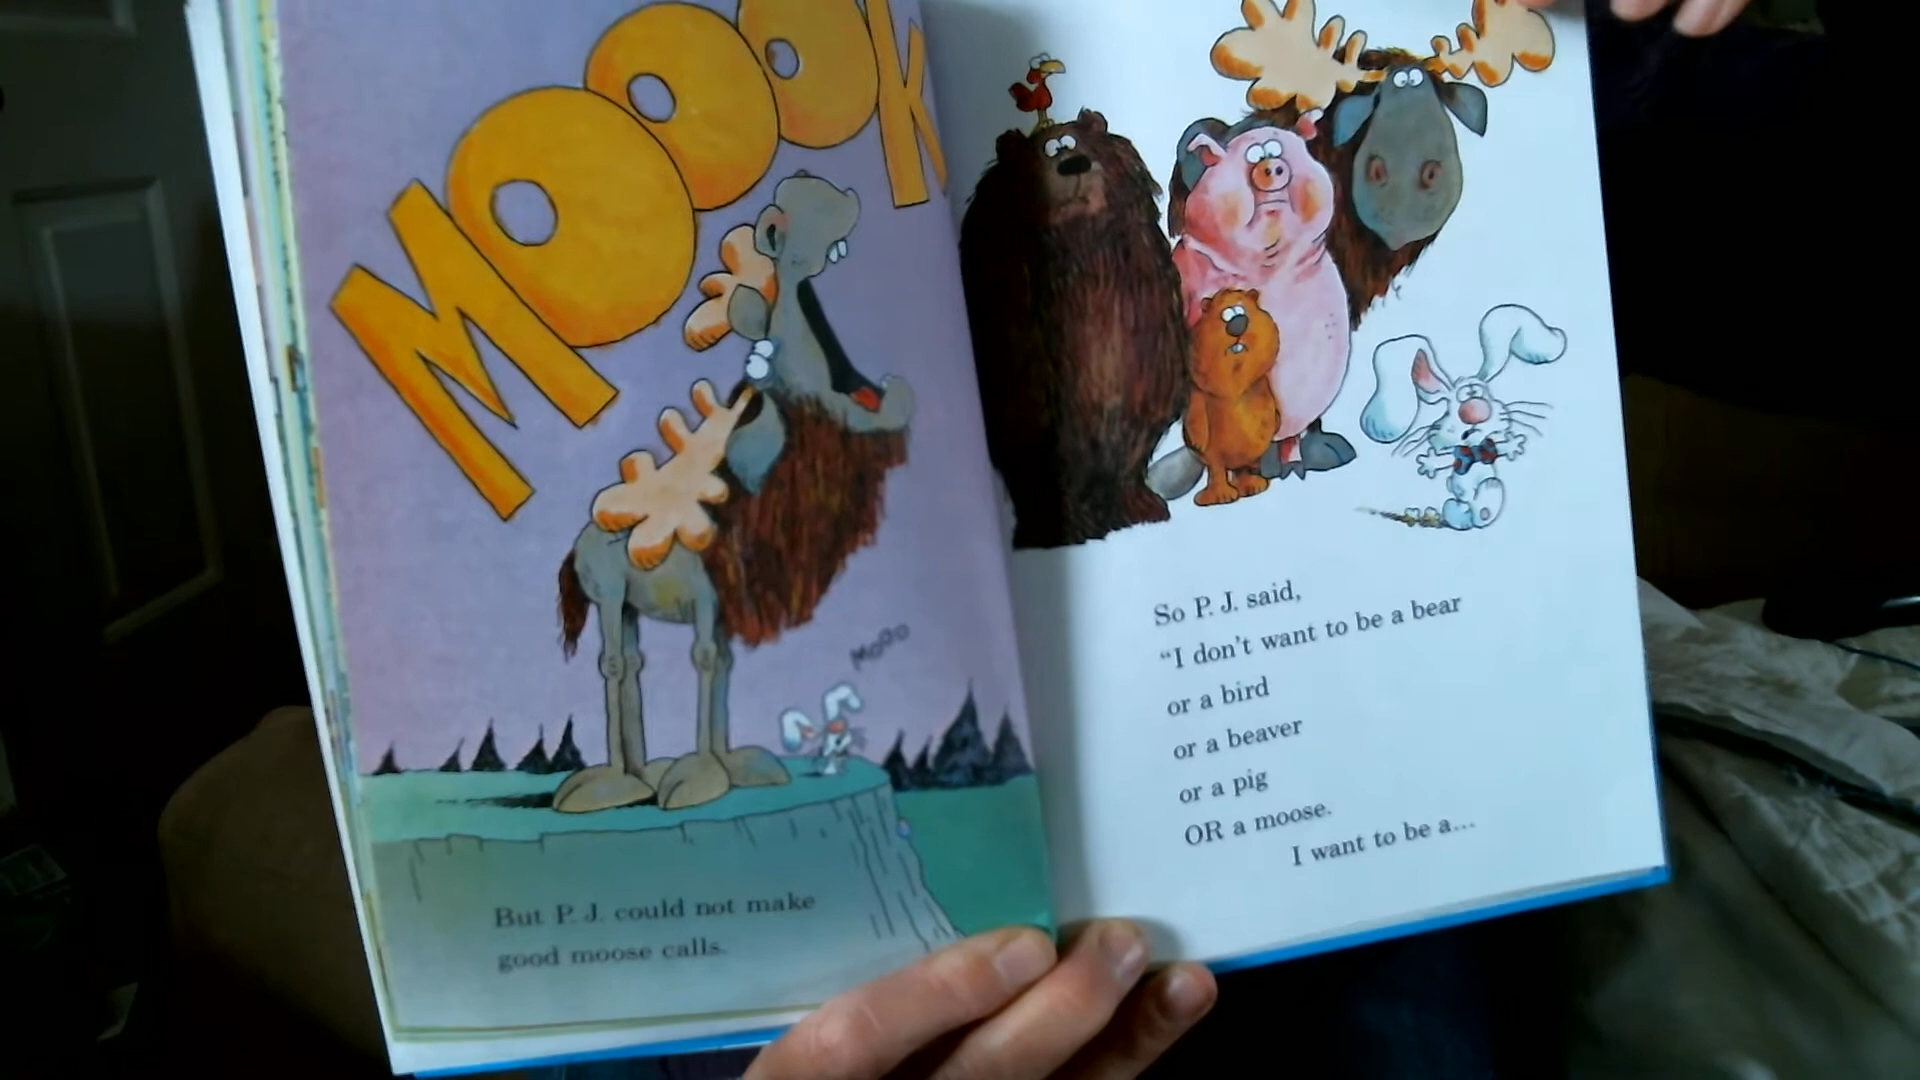 MOOOK
MOOO
But P. J. could not make
good moose calls.
So P. J. said,
“I don’t want to be a bear
or a bird
or a beaver
or a pig
OR a moose.
I want to be a...